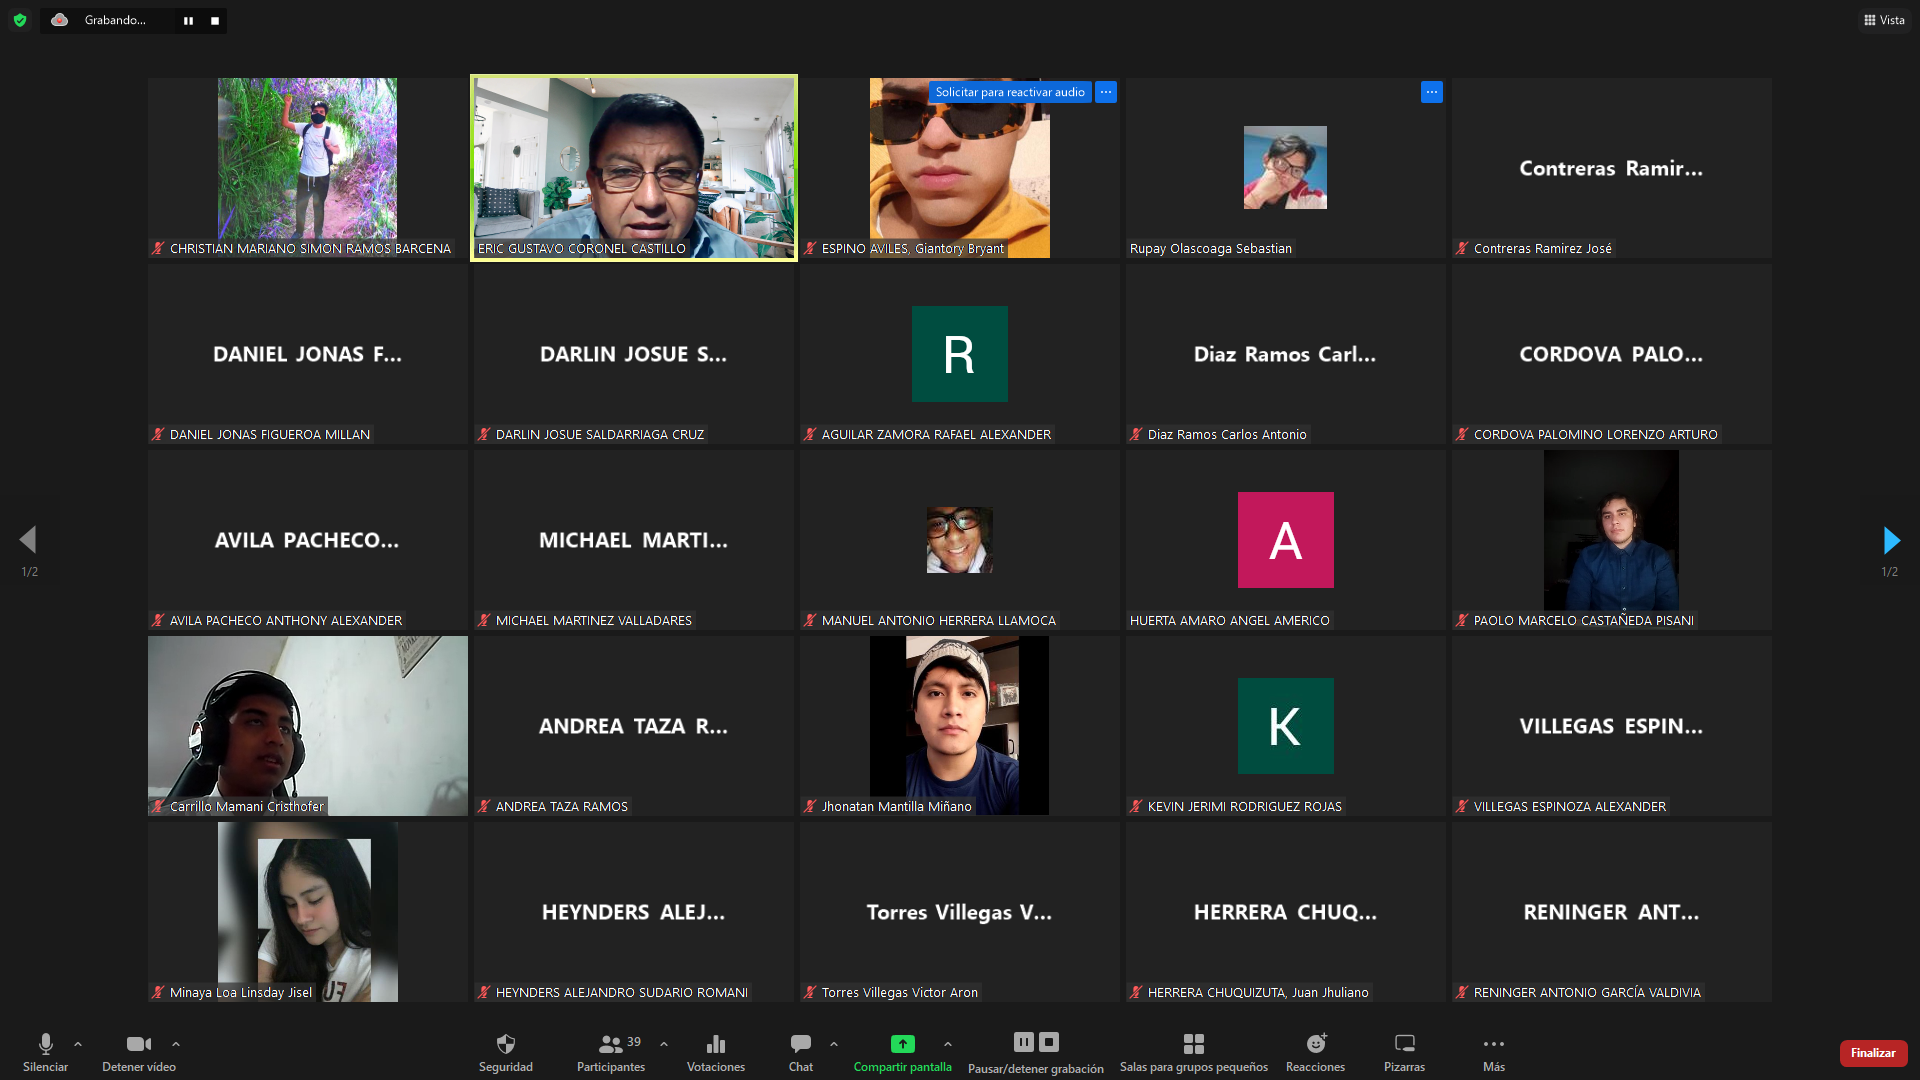 Grabando...
Vista
Solicitar para reactivar audio
CHRISTIAN MARIANO SIMON RAMOS BARCENA
ERIC GUSTAVO CORONEL CASTILLO
ESPINO AVILES, Giantory Bryant
Rupay Olascoaga Sebastian
Contreras Ramir...
Contreras Ramirez José
DANIEL JONAS F...
DANIEL JONAS FIGUEROA MILLAN
DARLIN JOSUE S...
DARLIN JOSUE SALDARRIAGA CRUZ
R
AGUILAR ZAMORA RAFAEL ALEXANDER
Diaz Ramos Carl...
Diaz Ramos Carlos Antonio
CORDOVA PALO...
CORDOVA PALOMINO LORENZO ARTURO
AVILA PACHECO...
AVILA PACHECO ANTHONY ALEXANDER
MICHAEL MARTI...
MICHAEL MARTINEZ VALLADARES
MANUEL ANTONIO HERRERA LLAMOCA
A
HUERTA AMARO ANGEL AMERICO
PAOLO MARCELO CASTAÑEDA PISANI
1/2
1/2
Carrillo Mamani Cristhofer
ANDREA TAZA R...
ANDREA TAZA RAMOS
Jhonatan Mantilla Miñano
K
KEVIN JERIMI RODRIGUEZ ROJAS
VILLEGAS ESPIN...
VILLEGAS ESPINOZA ALEXANDER
Minaya Loa Linsday Jisel
HEYNDERS ALEJ...
HEYNDERS ALEJANDRO SUDARIO ROMANI
Torres Villegas V...
Torres Villegas Victor Aron
HERRERA CHUQ...
HERRERA CHUQUIZUTA, Juan Jhuliano
RENINGER ANT...
RENINGER ANTONIO GARCÍA VALDIVIA
Silenciar
Detener vídeo
Seguridad
39
Participantes
Votaciones
Chat
Compartir pantalla
Pausar/detener grabación
Salas para grupos pequeños
Reacciones
Pizarras
Más
Finalizar